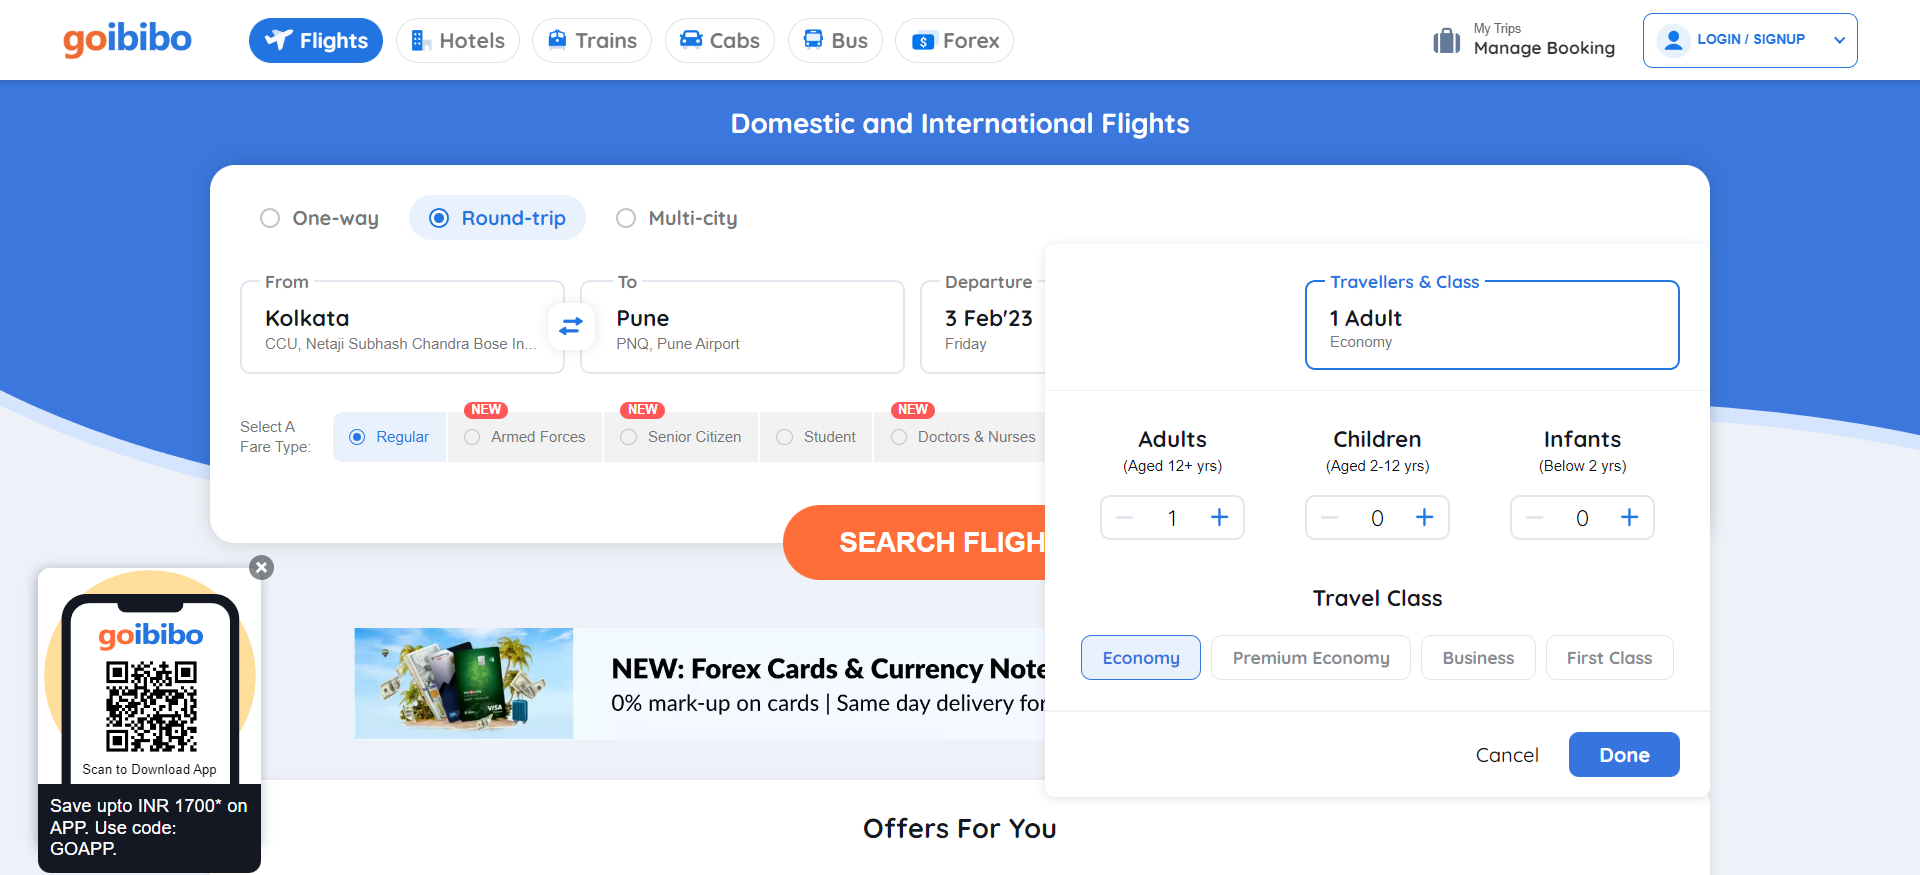 goibibo
Flights
Hotels
Trains
Cabs
Bus
$ Forex
My Trips
Manage Booking
LOGIN / SIGNUP
Domestic and International Flights
One-way
Round-trip
Multi-city
From
Kolkata
CCU, Netaji Subhash Chandra Bose In...
To
Pune
PNQ, Pune Airport
Departure
3 Feb'23
Friday
Travellers & Class
1 Adult
Economy
Select A
Fare Type:
Regular
NEW
Armed Forces
NEW
Senior Citizen
Student
NEW
Doctors & Nurses
Adults
(Aged 12+ yrs)
1
Children
(Aged 2-12 yrs)
0
Infants
(Below 2 yrs)
0
SEARCH FLIGH
Travel Class
Economy
Premium Economy
Business
First Class
Cancel
Done
NEW: Forex Cards & Currency Note
0% mark-up on cards | Same day delivery for
VISA
goibibo
Scan to Download App
Save upto INR 1700* on
APP. Use code:
GOAPP.
Offers For You